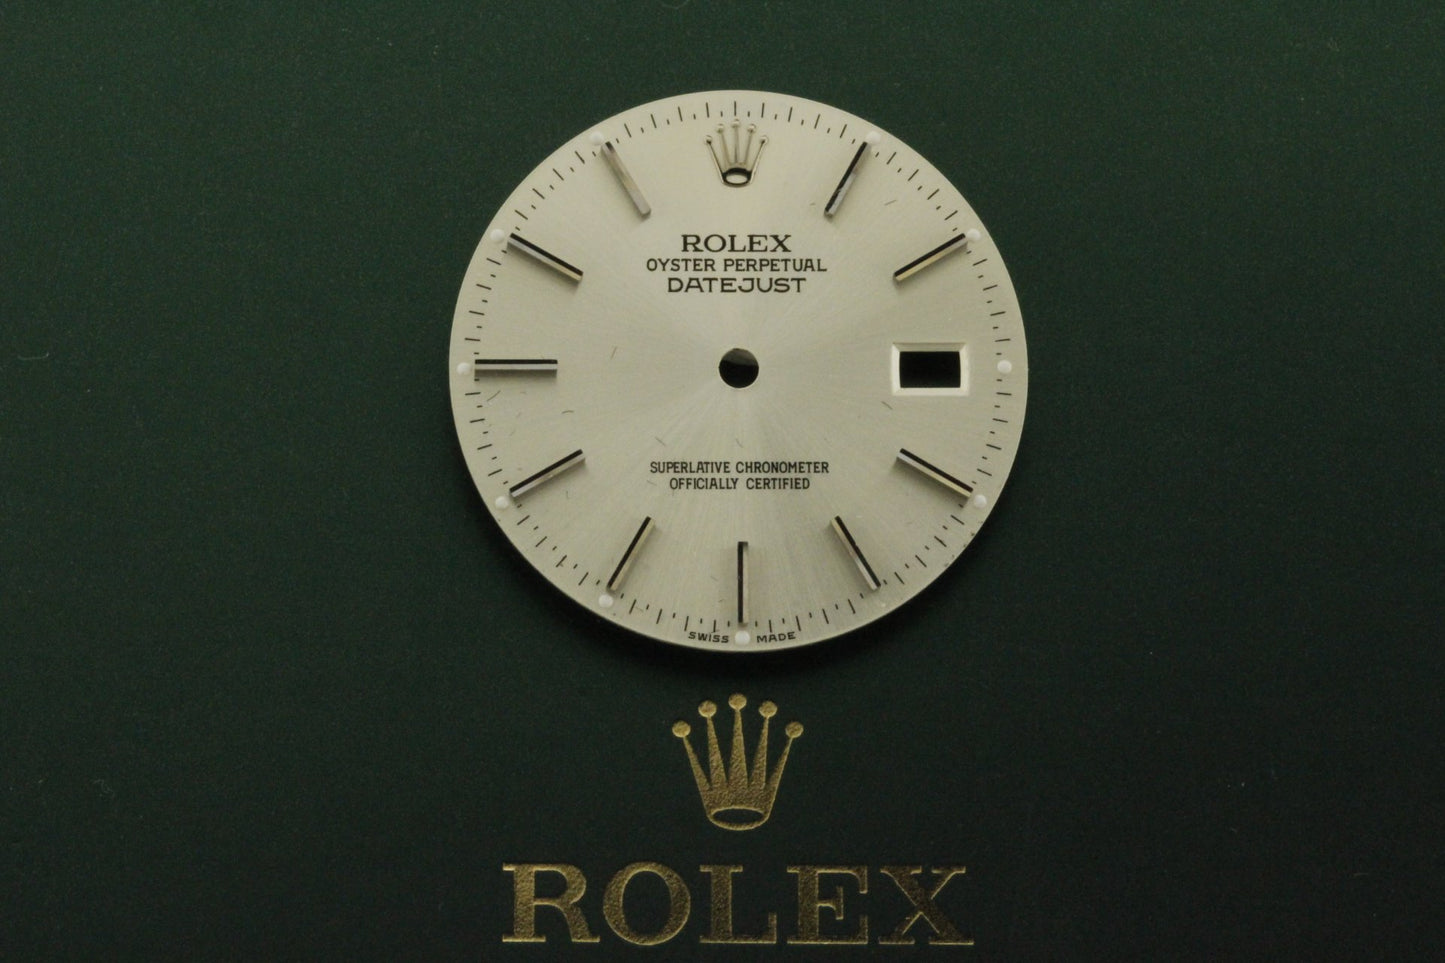 ROLEX
OYSTER PERPETUAL
DATEJUST
SUPERLATIVE CHRONOMETER
OFFICIALLY CERTIFIED
SWISS MADE
ROLEX